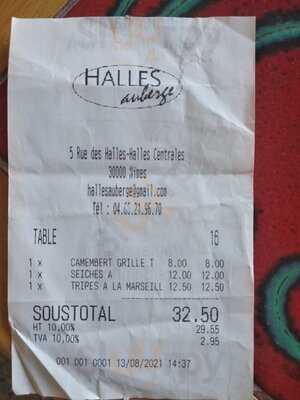 HALLES
auberge
5 Rue des Halles-Halles Centrales
30000 Nimes
hallesauberge@gmail.com
Tél : 04.66.21.96.70
TABLE 16
1 x CAMEMBERT GRILLE T 8.00 8.00
1 x SEICHES A 12.00 12.00
1 x TRIPES A LA MARSEILL 12.50 12.50
SOUSTOTAL 32.50
HT 10,00% 29.55
TVA 10,00% 2.95
001 001 0001 13/08/2021 14:37